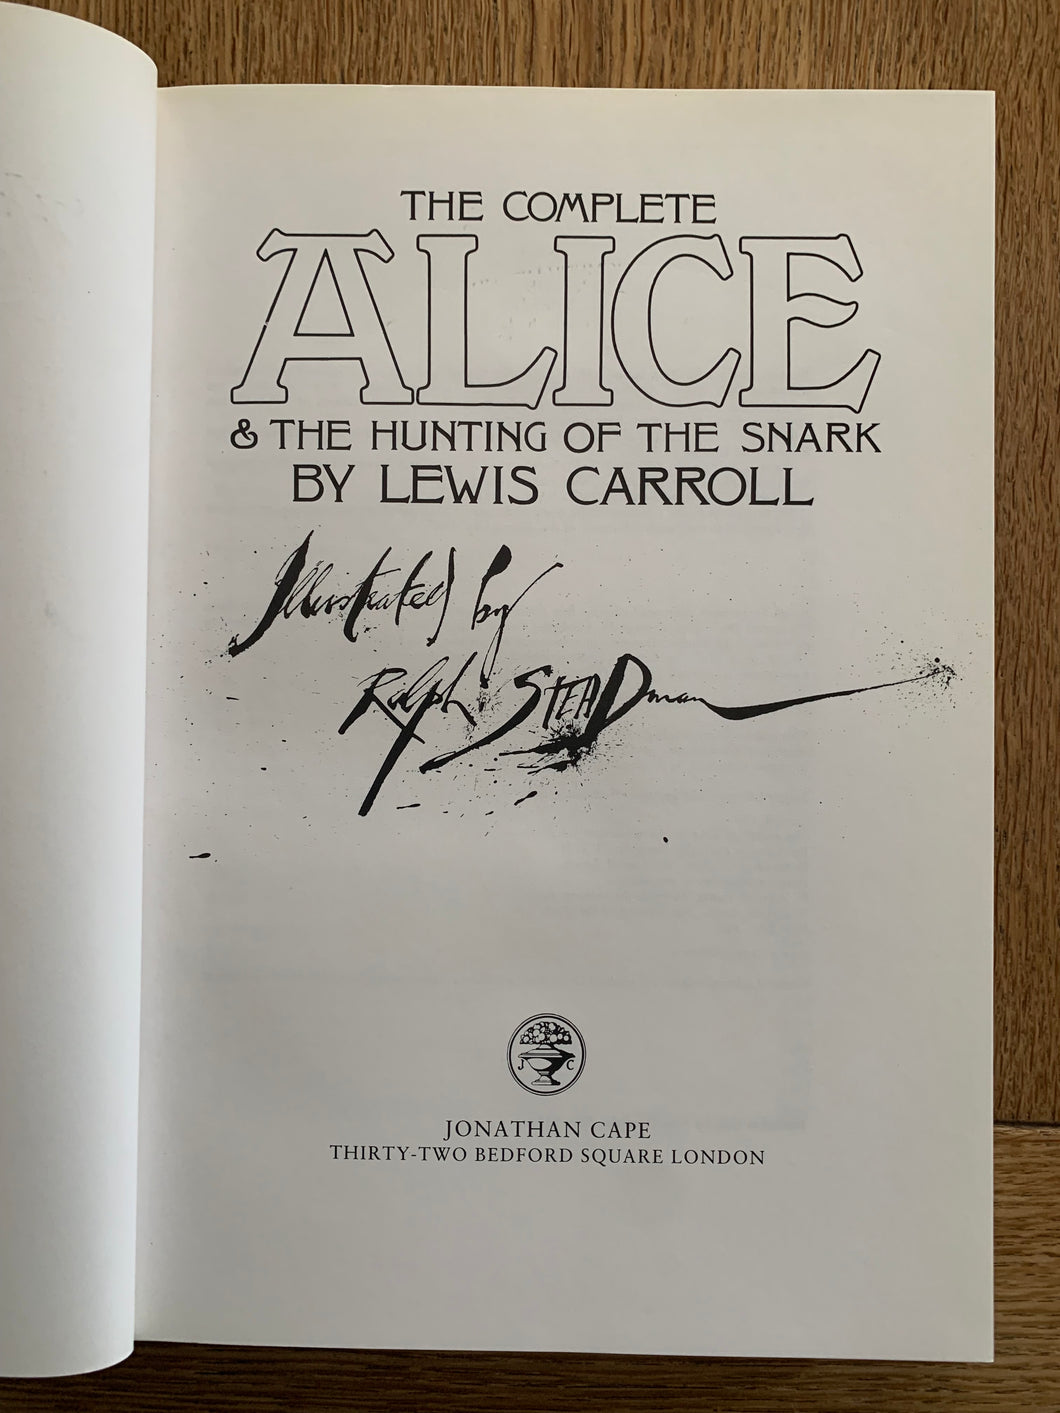 THE COMPLETE
ALICE
& THE HUNTING OF THE SNARK
BY LEWIS CARROLL
Illustrated by
Ralph STEADman
J C
JONATHAN CAPE
THIRTY-TWO BEDFORD SQUARE LONDON